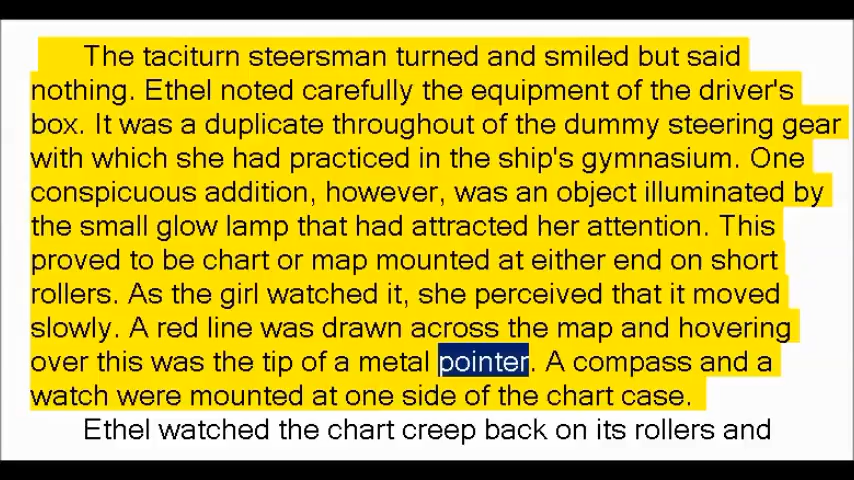 The taciturn steersman turned and smiled but said
nothing. Ethel noted carefully the equipment of the driver's
box. It was a duplicate throughout of the dummy steering gear
with which she had practiced in the ship's gymnasium. One
conspicuous addition, however, was an object illuminated by
the small glow lamp that had attracted her attention. This
proved to be chart or map mounted at either end on short
rollers. As the girl watched it, she perceived that it moved
slowly. A red line was drawn across the map and hovering
over this was the tip of a metal pointer. A compass and a
watch were mounted at one side of the chart case.
Ethel watched the chart creep back on its rollers and